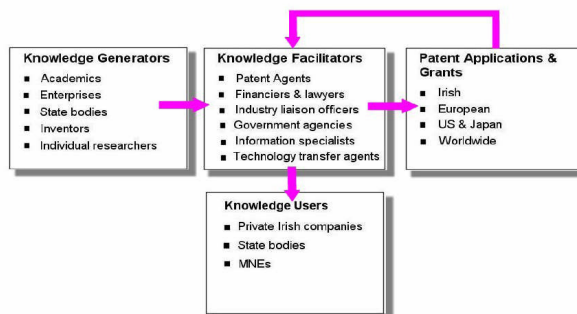 Knowledge Generators
Academics
Enterprises
State bodies
Inventors
Individual researchers
Knowledge Facilitators
Patent Agents
Financiers & lawyers
Industry liaison officers
Government agencies
Information specialists
Technology transfer agents
Patent Applications &
Grants
Irish
European
US & Japan
Worldwide
Knowledge Users
Private Irish companies
State bodies
MNEs